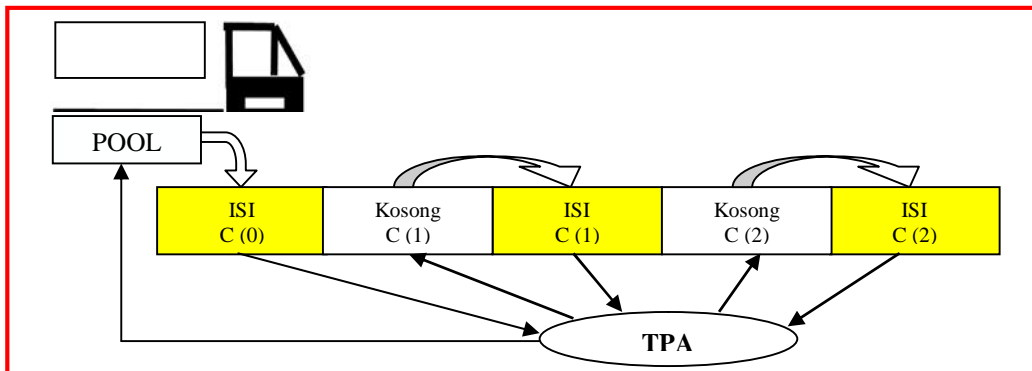 POOL
ISI
C (0)
Kosong
C (1)
ISI
C (1)
Kosong
C (2)
ISI
C (2)
TPA